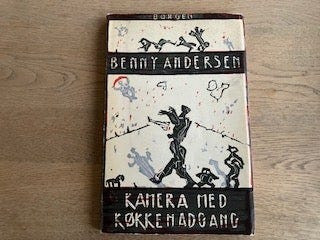 BORGEN
BENNY ANDERSEN
KAMERA MED
KØKKENADGANG